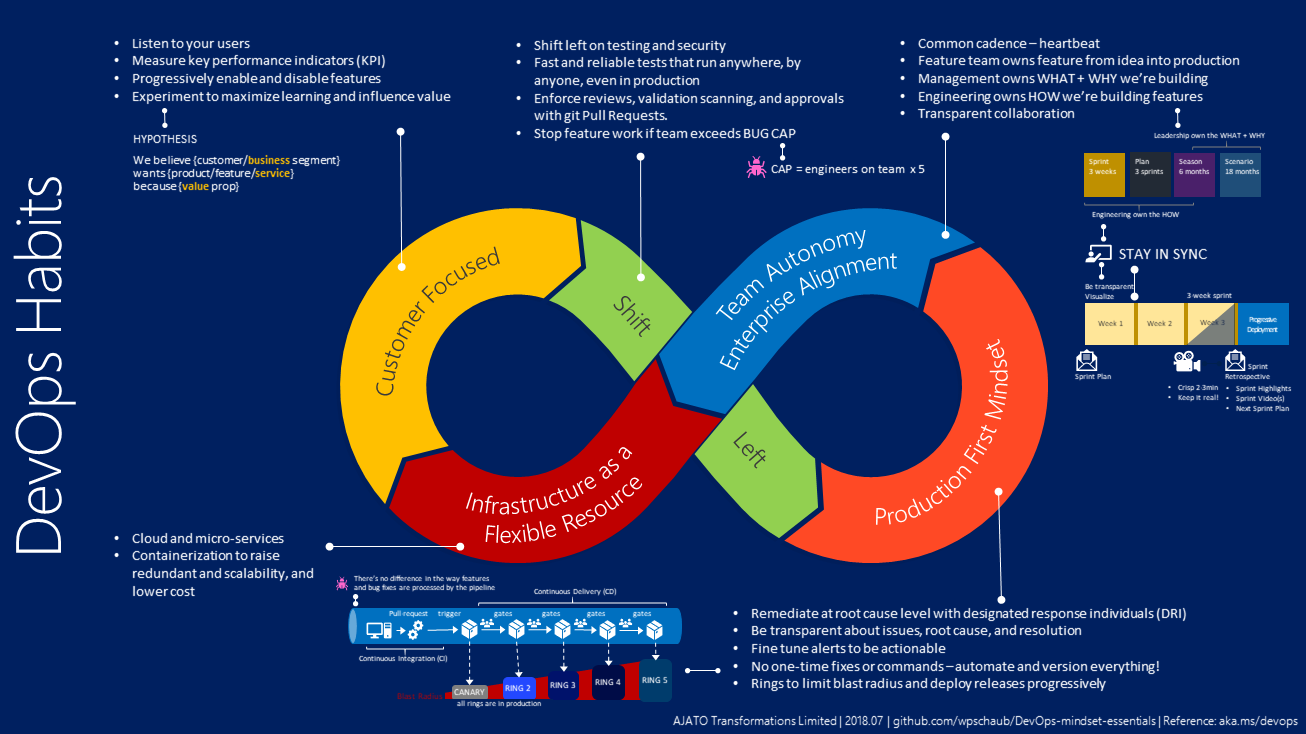 DevOps Habits
• Listen to your users
• Measure key performance indicators (KPI)
• Progressively enable and disable features
• Experiment to maximize learning and influence value
HYPOTHESIS
We believe {customer/business segment}
wants {product/feature/service}
because {value prop}
• Shift left on testing and security
• Fast and reliable tests that run anywhere, by
anyone, even in production
• Enforce reviews, validation scanning, and approvals
with git Pull Requests.
• Stop feature work if team exceeds BUG CAP
CAP = engineers on team x 5
• Common cadence – heartbeat
• Feature team owns feature from idea into production
• Management owns WHAT + WHY we're building
• Engineering owns HOW we're building features
• Transparent collaboration
Leadership own the WHAT + WHY
Sprint
3 weeks
Plan
3 sprints
Season
6 months
Scenario
18 months
Engineering own the HOW
STAY IN SYNC
Be transparent
Visualize
3 week sprint
Week 1
Week 2
Week 3
Progressive
Deployment
Sprint Plan
• Crisp 2-3min
• Keep it real!
Sprint
Retrospective
• Sprint Highlights
• Sprint Video(s)
• Next Sprint Plan
Customer Focused
Shift
Team Autonomy
Enterprise Alignment
Production First Mindset
Left
Infrastructure as a
Flexible Resource
• Cloud and micro-services
• Containerization to raise
redundant and scalability, and
lower cost
There's no difference in the way features
and bug fixes are processed by the pipeline
Continuous Delivery (CD)
Pull-request
trigger
gates
gates
gates
gates
Continuous Integration (CI)
Blast Radius
CANARY
RING 2
RING 3
RING 4
RING 5
all rings are in production
• Remediate at root cause level with designated response individuals (DRI)
• Be transparent about issues, root cause, and resolution
• Fine tune alerts to be actionable
• No one-time fixes or commands – automate and version everything!
• Rings to limit blast radius and deploy releases progressively
AJATO Transformations Limited | 2018.07 | github.com/wpschaub/DevOps-mindset-essentials | Reference: aka.ms/devops